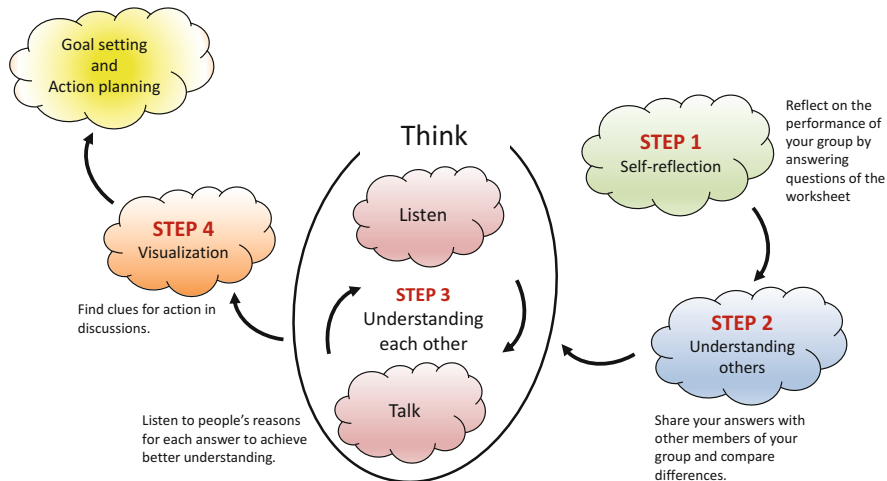 Goal setting
and
Action planning
STEP 1
Self-reflection
Reflect on the
performance of
your group by
answering
questions of the
worksheet
STEP 2
Understanding
others
Share your answers with
other members of your
group and compare
differences.
Think
Listen
STEP 3
Understanding
each other
Talk
Listen to people’s reasons
for each answer to achieve
better understanding.
STEP 4
Visualization
Find clues for action in
discussions.